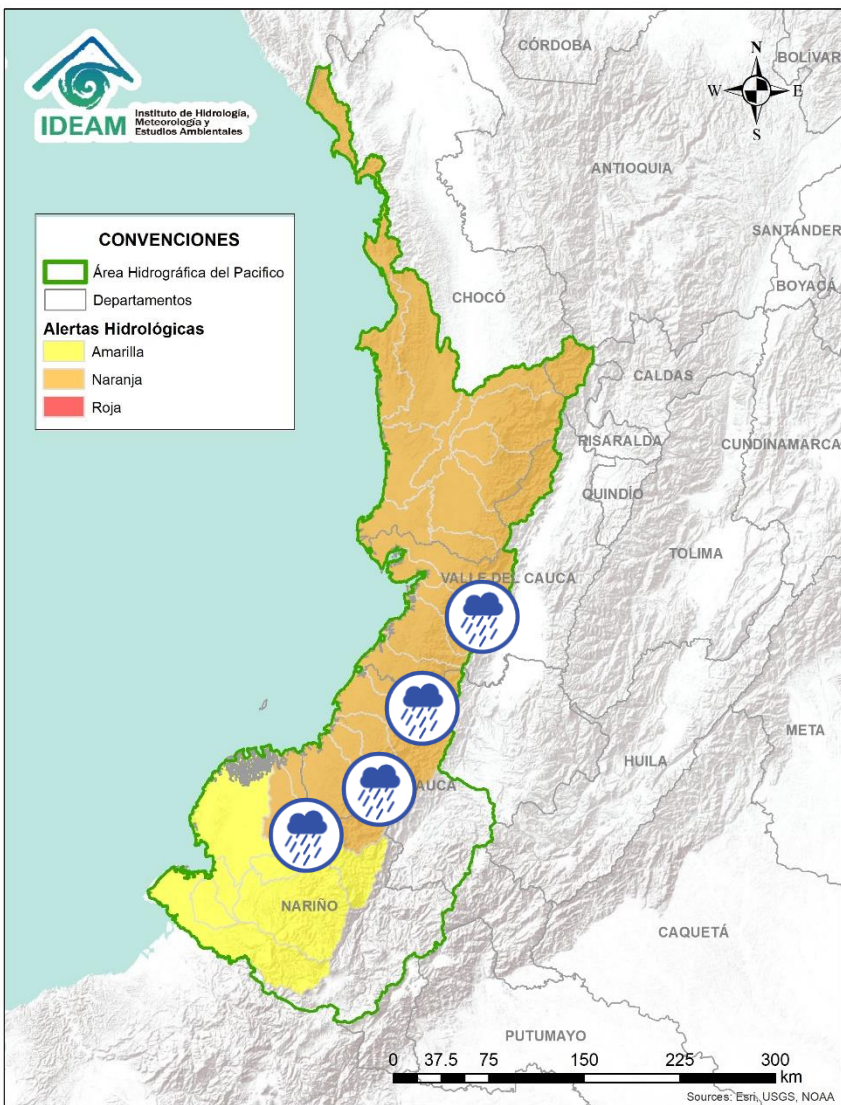 IDEAM
Instituto de Hidrología,
Meteorología y
Estudios Ambientales
CÓRDOBA
BOLÍVAR
N
W
E
S
ANTIOQUIA
SANTÁNDER
BOYACÁ
CONVENCIONES
Área Hidrográfica del Pacifico
Departamentos
Alertas Hidrológicas
Amarilla
Naranja
Roja
CHOCÓ
CALDAS
RISARALDA
CUNDINAMARCA
QUINDÍO
TOLIMA
VALLE DEL CAUCA
META
HUILA
AUCA
NARIÑO
CAQUETÁ
PUTUMAYO
0 37.5 75 150 225 300
km
Sources: Esri, USGS, NOAA